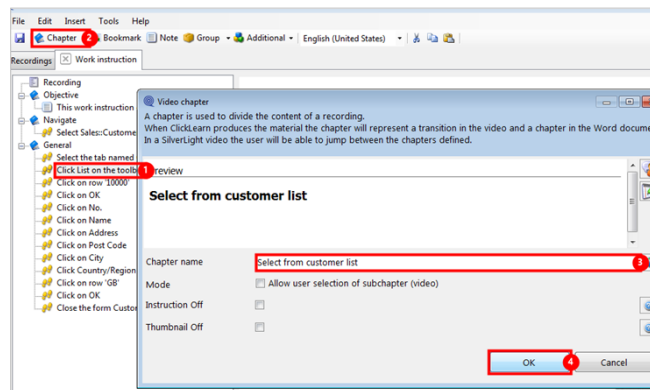 File Edit Insert Tools Help
Chapter 2 Bookmark Note Group Additional English (United States)
Recordings Work instruction
Recording
Objective
This work instruction
Navigate
Select Sales::Custome
General
Select the tab named
Click List on the toolb 1
Click on row '10000'
Click on OK
Click on No.
Click on Name
Click on Address
Click on Post Code
Click on City
Click Country/Region
Click on row 'GB'
Click on OK
Close the form Custor
Video chapter
A chapter is used to divide the content of a recording.
When ClickLearn produces the material the chapter will represent a transition in the video and a chapter in the Word docume
In a SilverLight video the user will be able to jump between the chapters defined.
review
Select from customer list
Chapter name Select from customer list 3
Mode Allow user selection of subchapter (video)
Instruction Off
Thumbnail Off
OK 4 Cancel